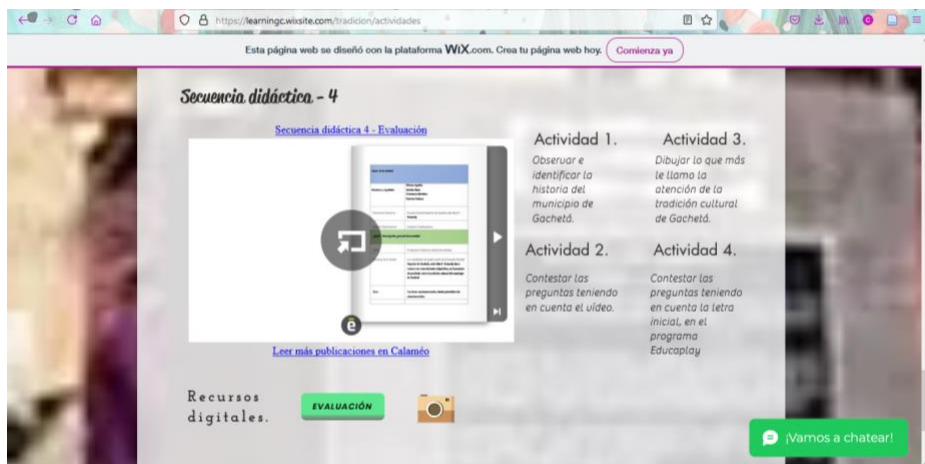 https://learningc.wixsite.com/tradicion/actividades
Esta página web se diseñó con la plataforma WiX.com. Crea tu página web hoy.
Comienza ya
Secuencia didáctica - 4
Secuencia didáctica 4 - Evaluación
Leer más publicaciones en Calaméo
Actividad 1.
Observar e
identificar la
historia del
municipio de
Gachetá.
Actividad 3.
Dibujar lo que más
le llamo la
atención de la
tradición cultural
de Gachetá.
Actividad 2.
Contestar las
preguntas teniendo
en cuenta el vídeo.
Actividad 4.
Contestar las
preguntas teniendo
en cuenta la letra
inicial, en el
programa
Educaplay
Recursos
digitales.
EVALUACIÓN
¡Vamos a chatear!